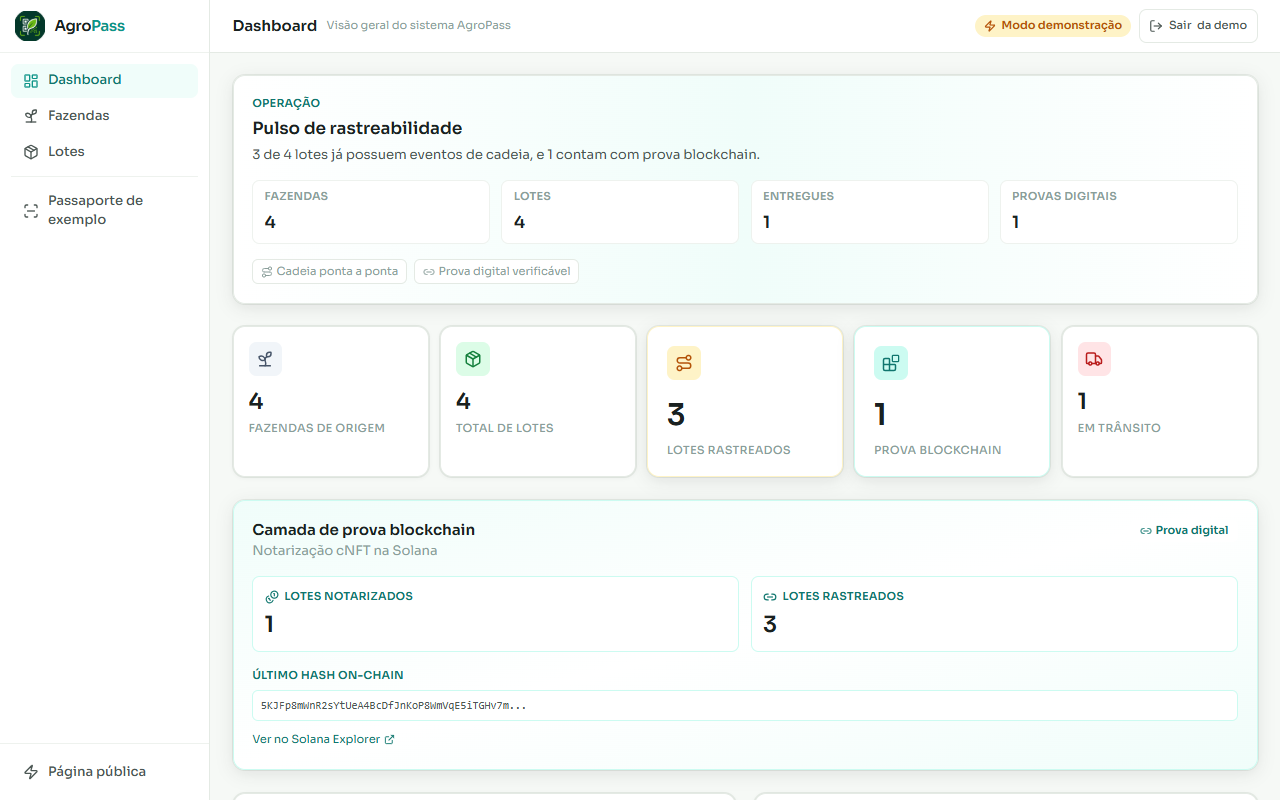 AgroPass
Dashboard
Fazendas
Lotes
Passaporte de
exemplo
Página pública
Dashboard Visão geral do sistema AgroPass
Modo demonstração
Sair da demo
OPERAÇÃO
Pulso de rastreabilidade
3 de 4 lotes já possuem eventos de cadeia, e 1 contam com prova blockchain.
FAZENDAS
4
LOTES
4
ENTREGUES
1
PROVAS DIGITAIS
1
Cadeia ponta a ponta
Prova digital verificável
4
FAZENDAS DE ORIGEM
4
TOTAL DE LOTES
3
LOTES RASTREADOS
1
PROVA BLOCKCHAIN
1
EM TRÂNSITO
Camada de prova blockchain
Notarização cNFT na Solana
Prova digital
LOTES NOTARIZADOS
1
LOTES RASTREADOS
3
ÚLTIMO HASH ON-CHAIN
5KJFp8mWnR2sYtUeA4BcDfJnKoP8WmVqE5iTGHv7m...
Ver no Solana Explorer